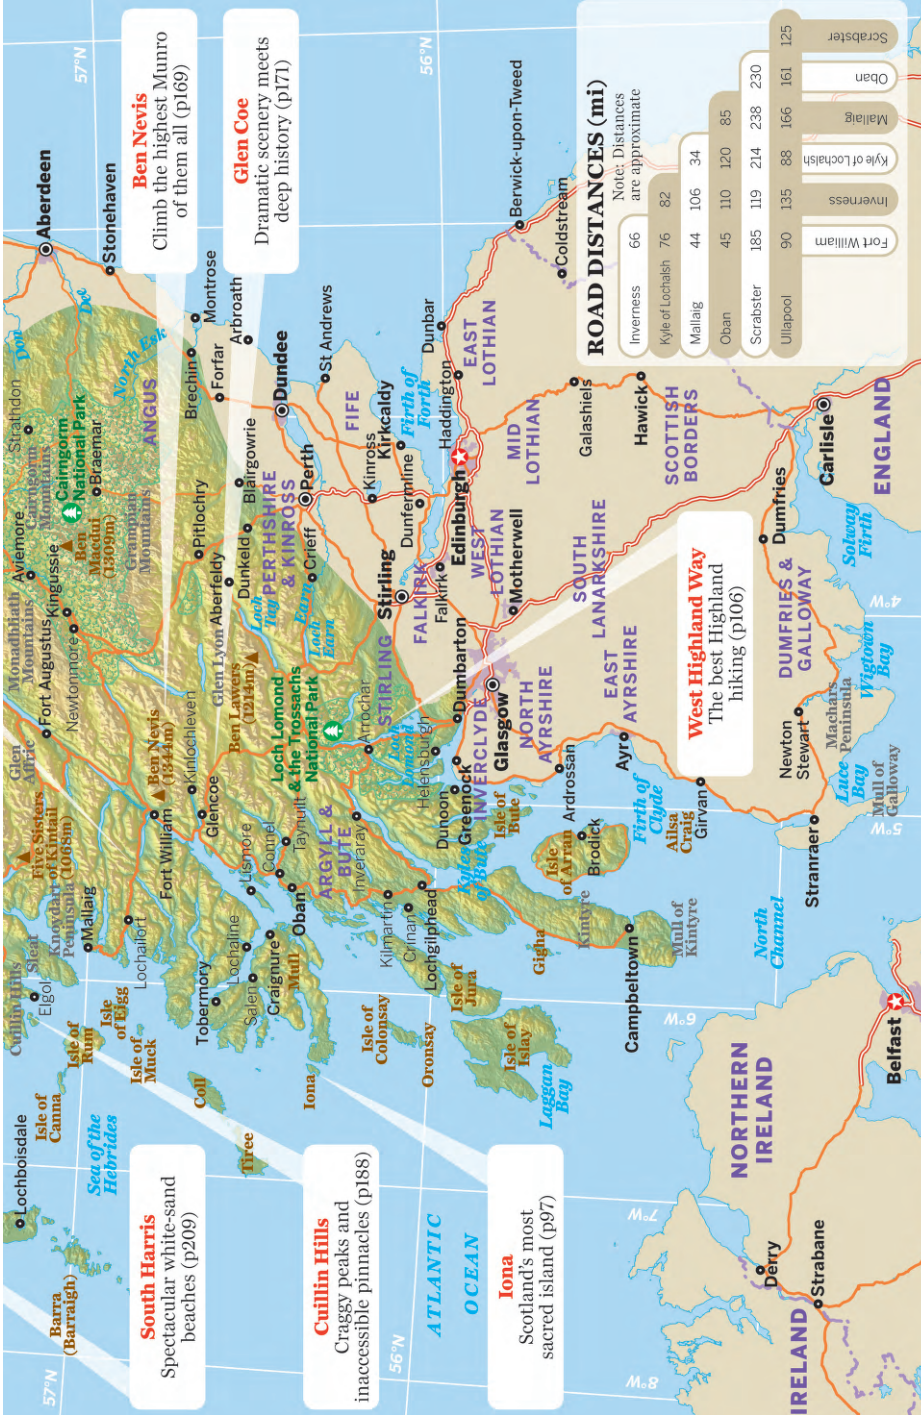 57°N
56°N
Ben Nevis
Climb the highest Munro
of them all (p169)
Glen Coe
Dramatic scenery meets
deep history (p171)
ROAD DISTANCES (mi)
Note: Distances
are approximate
Inverness 66
Kyle of Lochalsh 76 82
Mallaig 44 106 34
Oban 45 110 120 85
Scrabster 185 119 214 238 230
Ullapool 90 135 88 166 161 125
Fort William
Inverness
Kyle of Lochalsh
Mallaig
Oban
Scrabster
Aberdeen
Stonehaven
Don
Dee
Strathdon
Cairngorm
Mountains
Cairngorm
National Park
Braemar
Aviemore
Ben
Macdui
(1309m)
Grampian
Mountains
Monadhliath
Mountains
Kingussie
Newtonmore
Fort Augustus
Glen
Affric
North Esk
ANGUS
Montrose
Brechin
Forfar
Arbroath
Dundee
St Andrews
Blairgowrie
Pitlochry
Dunkeld
Aberfeldy
Glen Lyon
Loch
Tay
PERTHSHIRE
& KINROSS
Perth
Crieff
Earn
Loch
Earn
FIFE
Kinross
Kirkcaldy
Firth of
Forth
Dunfermline
Stirling
STIRLING
FALKIRK
Falkirk
Edinburgh
WEST
LOTHIAN
MID
LOTHIAN
EAST
LOTHIAN
Haddington
Dunbar
Berwick-upon-Tweed
Coldstream
Galashiels
Hawick
SCOTTISH
BORDERS
Motherwell
SOUTH
LANARKSHIRE
Five Sisters
of Kintail
(1068m)
Sleat
Knoydart
Peninsula
Cuillin Hills
Elgol
Mallaig
Lochailort
Fort William
Ben Nevis
(1344m)
Kinlochleven
Glencoe
Ben Lawers
(1214m)
Loch Lomond
& the Trossachs
National Park
Arrochar
Loch
Lomond
Lismore
Connel
Taynuilt
Oban
ARGYLL &
BUTE
Inveraray
Helensburgh
Dumbarton
Dunoon
Greenock
INVERCLYDE
Glasgow
Kyles
of Bute
Isle of
Bute
NORTH
AYRSHIRE
EAST
AYRSHIRE
Ardrossan
Ayr
Isle
of Arran
Brodick
Firth of
Clyde
Ailsa
Craig
Girvan
West Highland Way
The best Highland
hiking (p106)
Tobermory
Lochaline
Salen
Craignure
Mull
Kilmartin
Crinan
Lochgilphead
Gigha
Kintyre
Mull of
Kintyre
Campbeltown
Isle of
Rum
Isle
of Eigg
Isle of
Muck
Isle of
Canna
Coll
Tiree
Iona
Isle of
Colonsay
Oronsay
Isle of
Jura
Isle of
Islay
Laggan
Bay
Lochboisdale
Sea of the
Hebrides
Barra
(Barraigh)
57°N
56°N
South Harris
Spectacular white-sand
beaches (p209)
Cuillin Hills
Craggy peaks and
inaccessible pinnacles (p188)
Iona
Scotland's most
sacred island (p97)
ATLANTIC
OCEAN
North
Channel
NORTHERN
IRELAND
Belfast
Derry
Strabane
IRELAND
Stranraer
Newton
Stewart
Luce
Bay
Mull of
Galloway
Machars
Peninsula
Wigtown
Bay
DUMFRIES &
GALLOWAY
Dumfries
Solway
Firth
Carlisle
ENGLAND
4°W
5°W
6°W
7°W
8°W